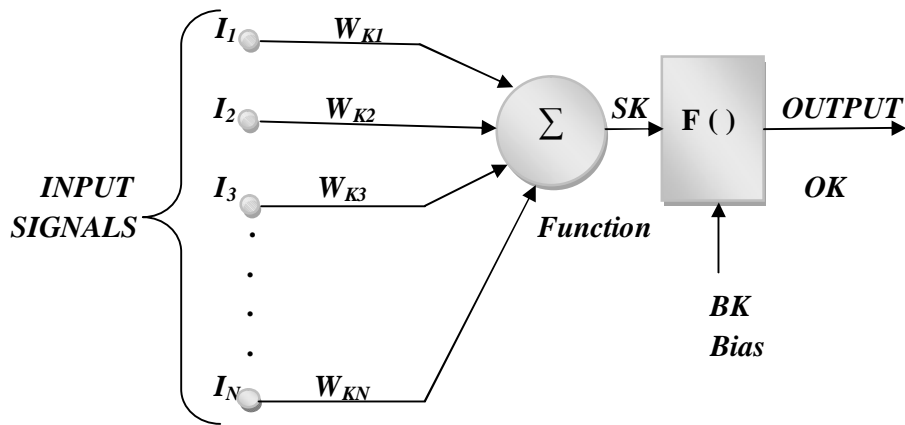 I1 WK1
I2 WK2 Σ SK F ( ) OUTPUT
INPUT
SIGNALS
I3 WK3 OK
Function
BK
Bias
IN WKN